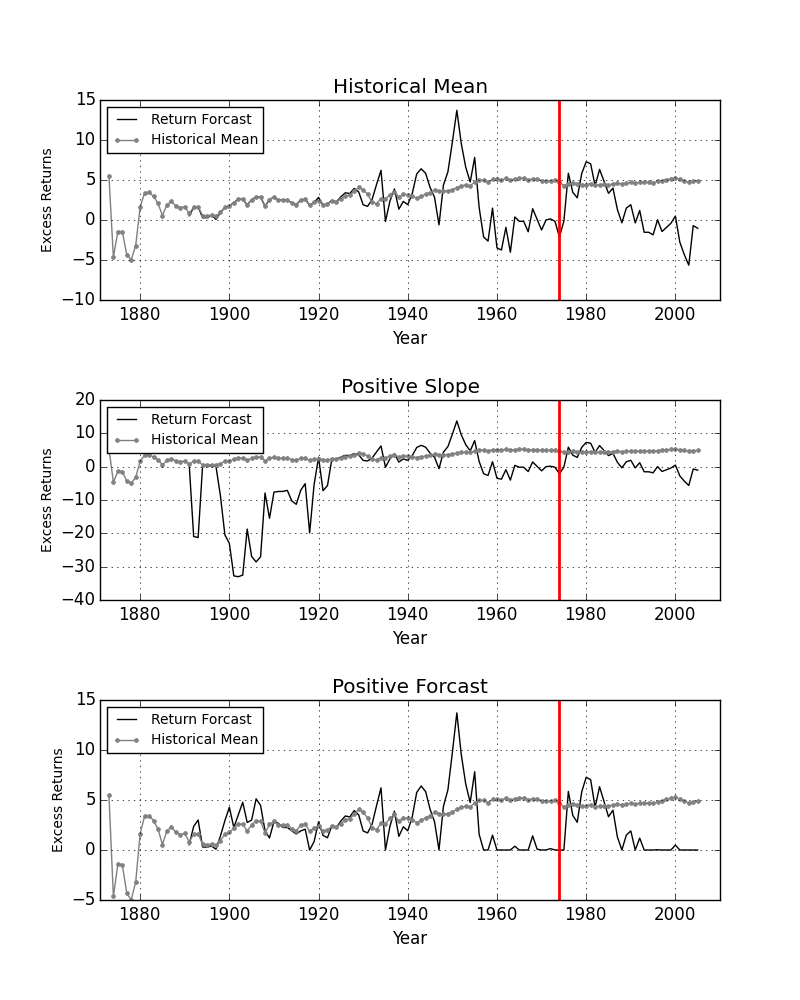 Historical Mean
15
10
5
0
−5
−10
Excess Returns
Return Forcast
Historical Mean
1880 1900 1920 1940 1960 1980 2000
Year
Positive Slope
20
10
0
−10
−20
−30
−40
Excess Returns
Return Forcast
Historical Mean
1880 1900 1920 1940 1960 1980 2000
Year
Positive Forcast
15
10
5
0
−5
Excess Returns
Return Forcast
Historical Mean
1880 1900 1920 1940 1960 1980 2000
Year